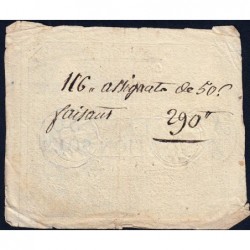 116 „ assignats de 50s.
faisant 290"